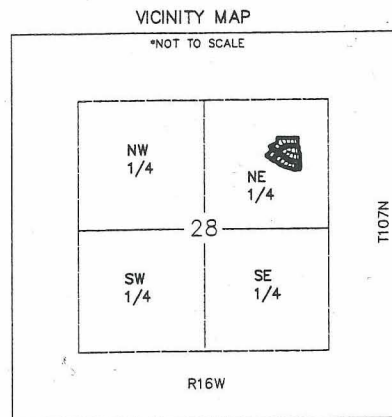 VICINITY MAP
*NOT TO SCALE
NW
1/4
NE
1/4
28
T107N
SW
1/4
SE
1/4
R16W